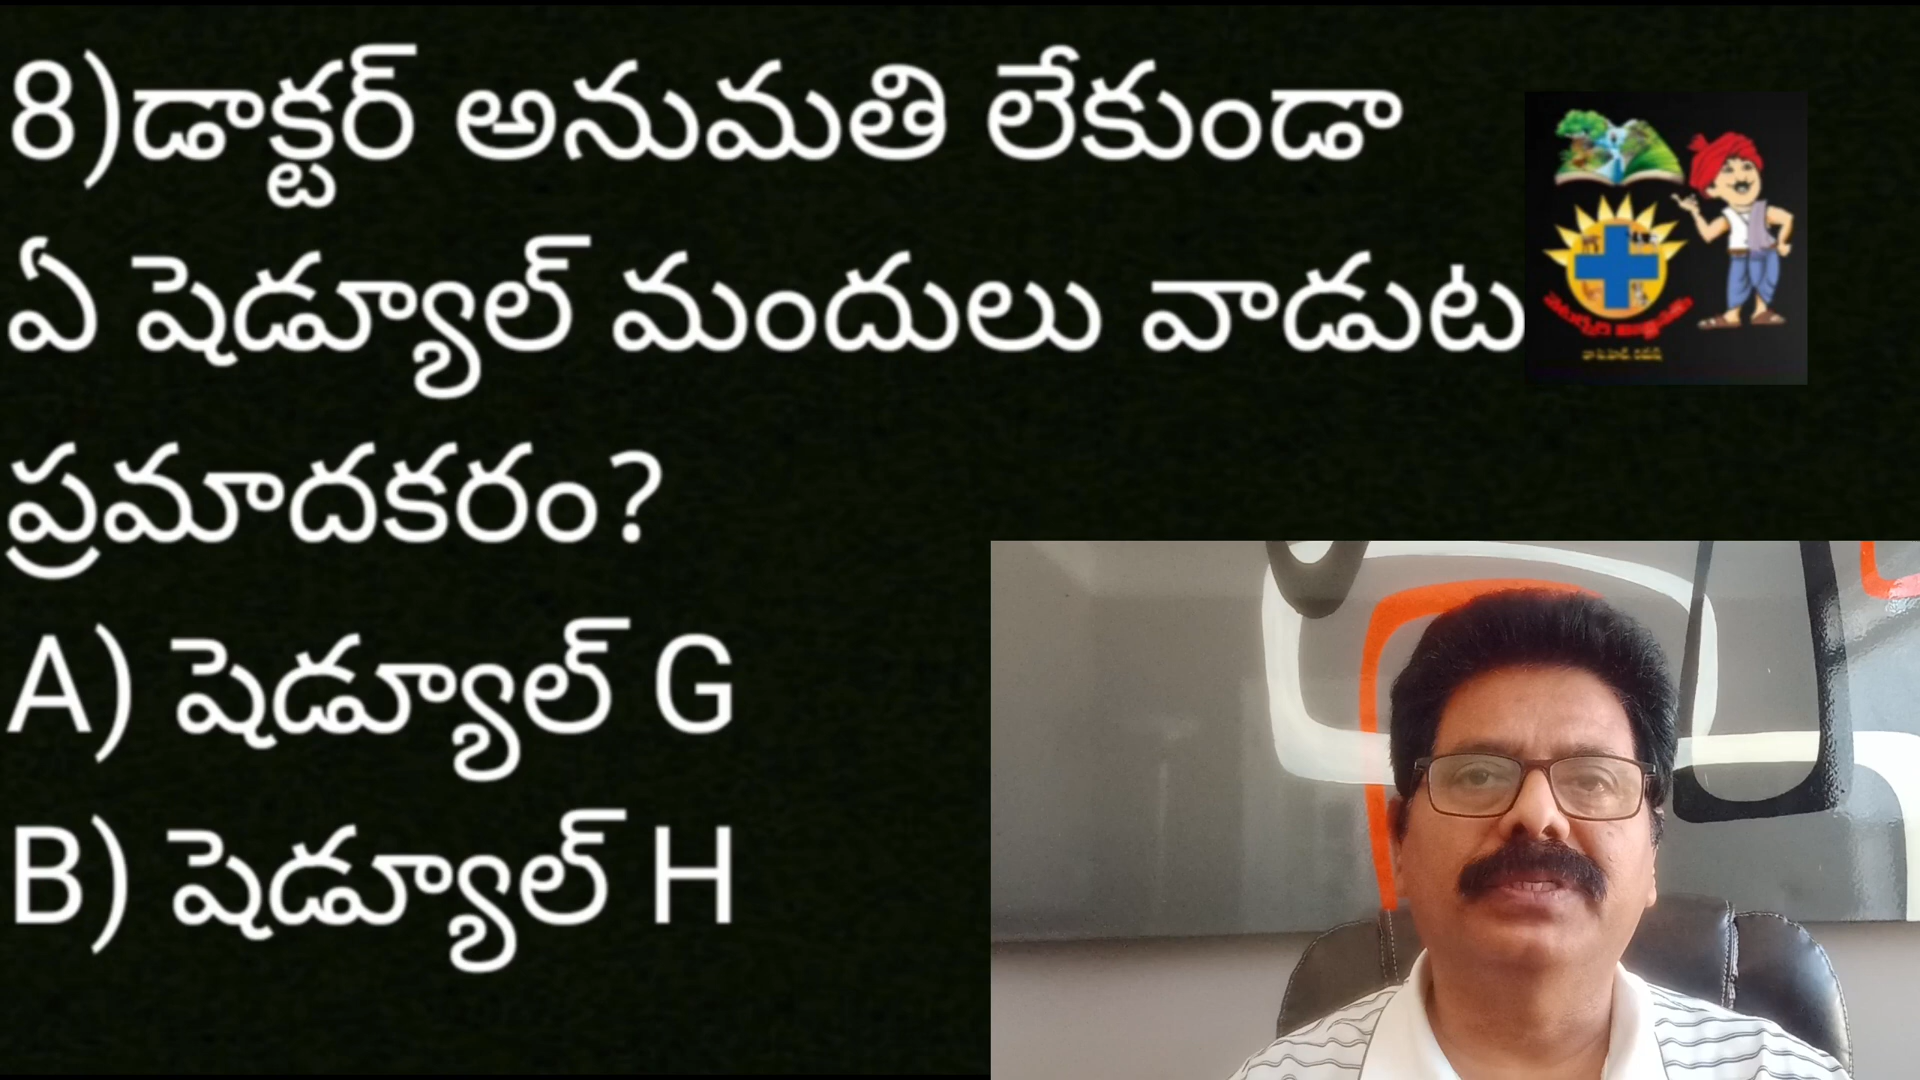 8)డాక్టర్ అనుమతి లేకుండా
ఏ షెడ్యూల్ మందులు వాడుట
ప్రమాదకరం?
A) షెడ్యూల్ G
B) షెడ్యూల్ H